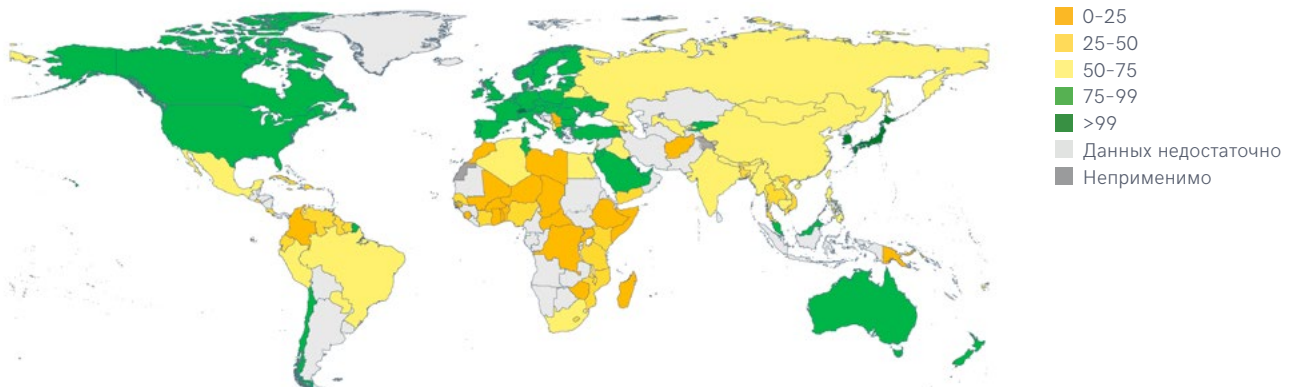 0-25
25-50
50-75
75-99
>99
Данных недостаточно
Неприменимо